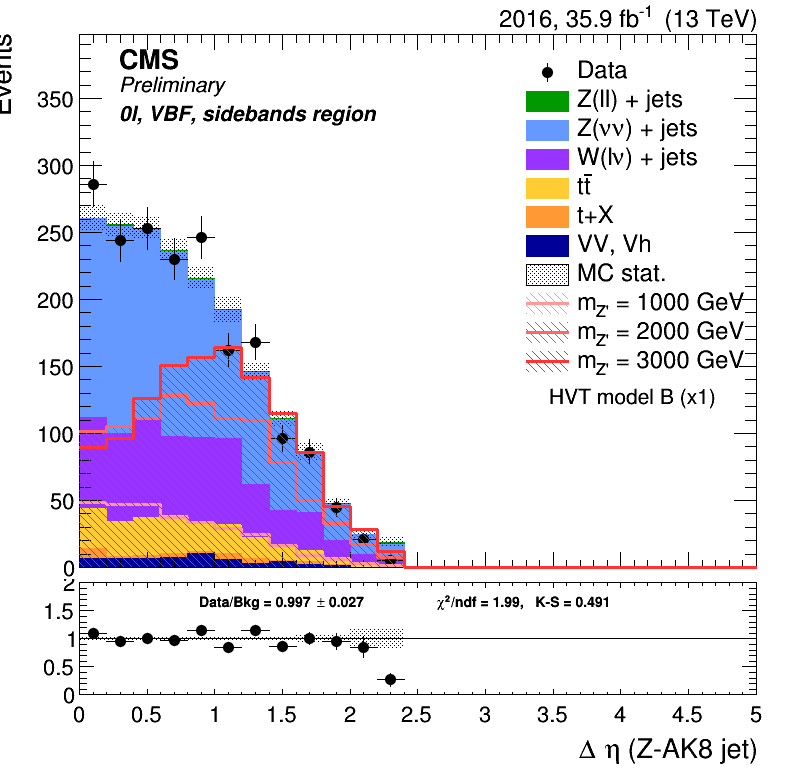 2016, 35.9 fb⁻¹ (13 TeV)
Events
CMS
Preliminary
0l, VBF, sidebands region
Data
Z(ll) + jets
Z(νν) + jets
W(lν) + jets
tt̄
t+X
VV, Vh
MC stat.
m_Z' = 1000 GeV
m_Z' = 2000 GeV
m_Z' = 3000 GeV
HVT model B (x1)
350
300
250
200
150
100
50
0
Data/Bkg = 0.997 ± 0.027
χ²/ndf = 1.99, K-S = 0.491
2
1.5
1
0.5
0
0 0.5 1 1.5 2 2.5 3 3.5 4 4.5 5
Δ η (Z-AK8 jet)